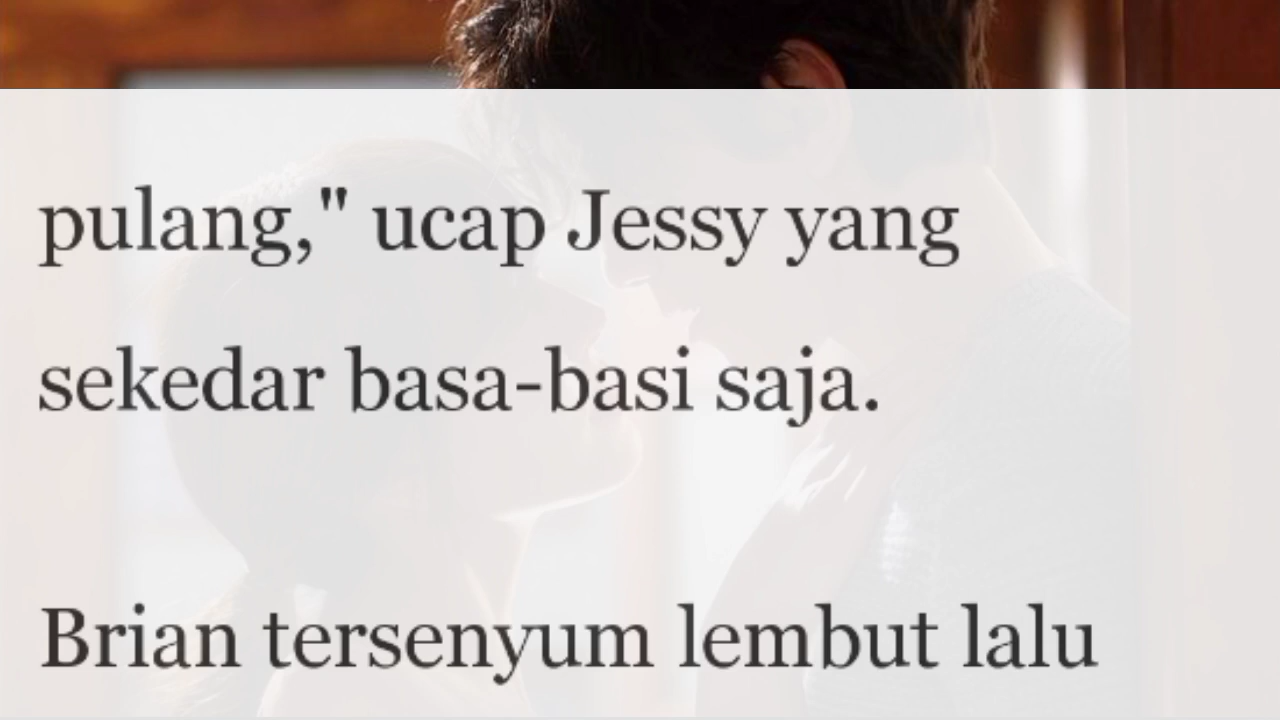 pulang," ucap Jessy yang
sekedar basa-basi saja.
Brian tersenyum lembut lalu